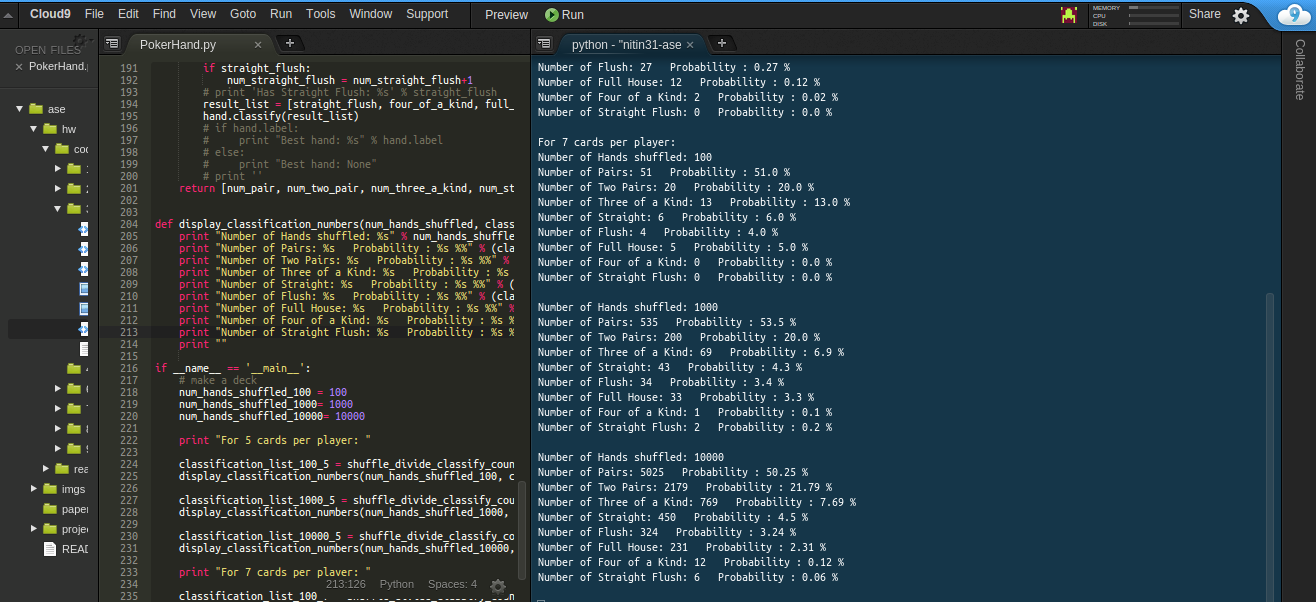 Cloud9 File Edit Find View Goto Run Tools Window Support Preview Run MEMORY CPU DISK Share
OPEN FILES
PokerHand.
ase
hw
imgs
PokerHand.py
python - "nitin31-ase
Collaborate
191 if straight_flush:
192 num_straight_flush = num_straight_flush+1
193 # print 'Has Straight Flush: %s' % straight_flush
194 result_list = [straight_flush, four_of_a_kind, full_
195 hand.classify(result_list)
196 # if hand.label:
197 # print "Best hand: %s" % hand.label
198 # else:
199 # print "Best hand: None"
200 # print ''
201 return [num_pair, num_two_pair, num_three_a_kind, num_st
202
203
204 def display_classification_numbers(num_hands_shuffled, class
205 print "Number of Hands shuffled: %s" % num_hands_shuffle
206 print "Number of Pairs: %s   Probability : %s %%" % (cla
207 print "Number of Two Pairs: %s   Probability : %s %%" %
208 print "Number of Three of a Kind: %s   Probability : %s
209 print "Number of Straight: %s   Probability : %s %%" % (
210 print "Number of Flush: %s   Probability : %s %%" % (cla
211 print "Number of Full House: %s   Probability : %s %%" %
212 print "Number of Four of a Kind: %s   Probability : %s %
213 print "Number of Straight Flush: %s   Probability : %s %
214 print ""
215
216 if __name__ == '__main__':
217 # make a deck
218 num_hands_shuffled_100 = 100
219 num_hands_shuffled_1000= 1000
220 num_hands_shuffled_10000= 10000
221
222 print "For 5 cards per player: "
223
224 classification_list_100_5 = shuffle_divide_classify_coun
225 display_classification_numbers(num_hands_shuffled_100, c
226
227 classification_list_1000_5 = shuffle_divide_classify_cou
228 display_classification_numbers(num_hands_shuffled_1000,
229
230 classification_list_10000_5 = shuffle_divide_classify_co
231 display_classification_numbers(num_hands_shuffled_10000,
232
233 print "For 7 cards per player: "
234
235 classification_list_100_
213:126 Python Spaces: 4
Number of Flush: 27   Probability : 0.27 %
Number of Full House: 12   Probability : 0.12 %
Number of Four of a Kind: 2   Probability : 0.02 %
Number of Straight Flush: 0   Probability : 0.0 %
For 7 cards per player:
Number of Hands shuffled: 100
Number of Pairs: 51   Probability : 51.0 %
Number of Two Pairs: 20   Probability : 20.0 %
Number of Three of a Kind: 13   Probability : 13.0 %
Number of Straight: 6   Probability : 6.0 %
Number of Flush: 4   Probability : 4.0 %
Number of Full House: 5   Probability : 5.0 %
Number of Four of a Kind: 0   Probability : 0.0 %
Number of Straight Flush: 0   Probability : 0.0 %
Number of Hands shuffled: 1000
Number of Pairs: 535   Probability : 53.5 %
Number of Two Pairs: 200   Probability : 20.0 %
Number of Three of a Kind: 69   Probability : 6.9 %
Number of Straight: 43   Probability : 4.3 %
Number of Flush: 34   Probability : 3.4 %
Number of Full House: 33   Probability : 3.3 %
Number of Four of a Kind: 1   Probability : 0.1 %
Number of Straight Flush: 2   Probability : 0.2 %
Number of Hands shuffled: 10000
Number of Pairs: 5025   Probability : 50.25 %
Number of Two Pairs: 2179   Probability : 21.79 %
Number of Three of a Kind: 769   Probability : 7.69 %
Number of Straight: 450   Probability : 4.5 %
Number of Flush: 324   Probability : 3.24 %
Number of Full House: 231   Probability : 2.31 %
Number of Four of a Kind: 12   Probability : 0.12 %
Number of Straight Flush: 6   Probability : 0.06 %